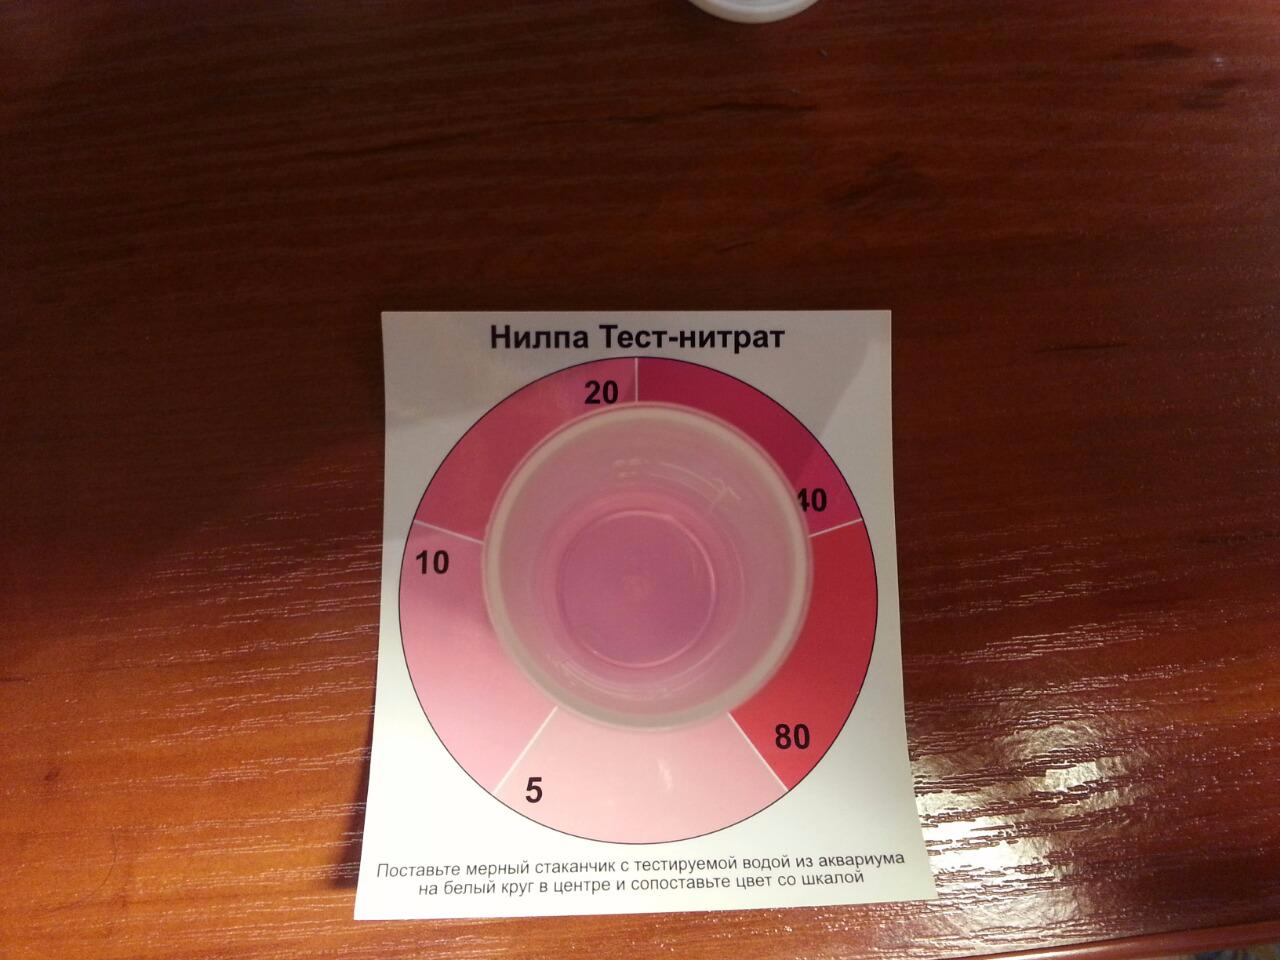 Нилпа Тест-нитрат
20
40
10
80
5
Поставьте мерный стаканчик с тестируемой водой из аквариума
на белый круг в центре и сопоставьте цвет со шкалой